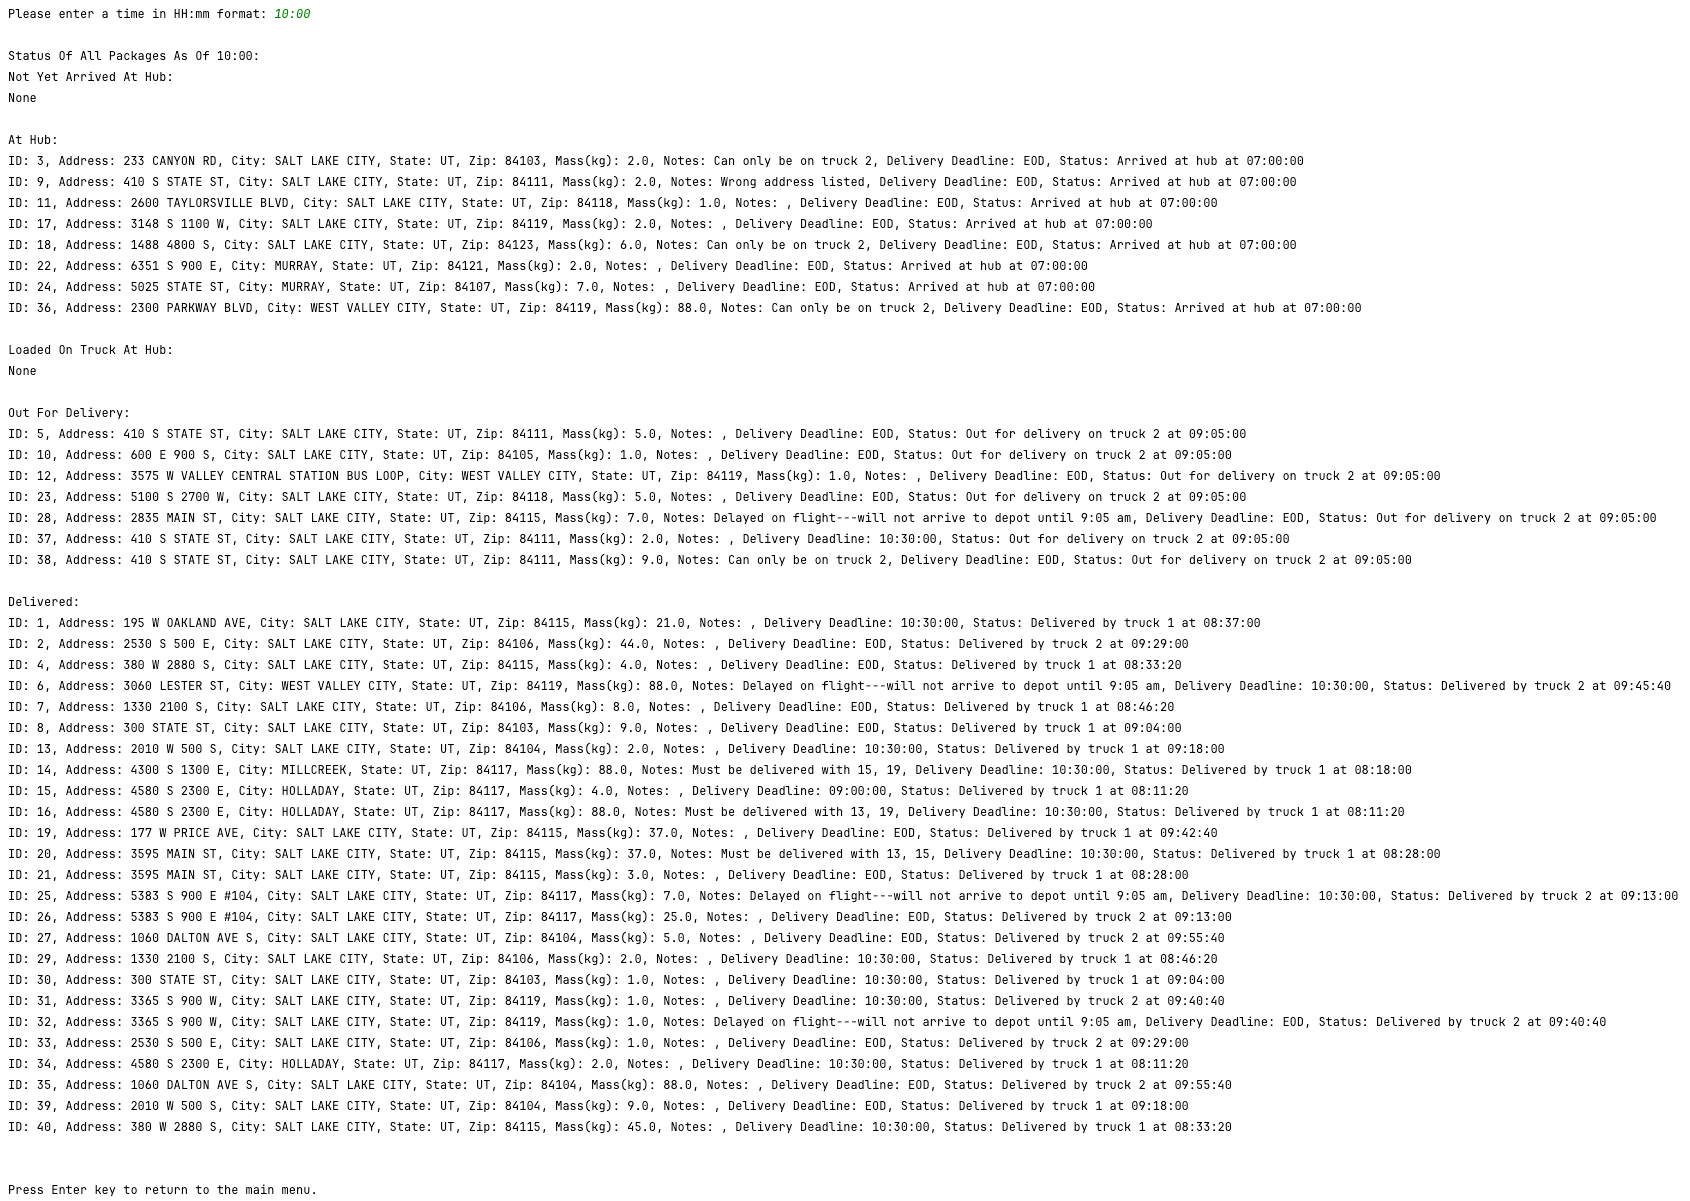 Please enter a time in HH:mm format: 10:00
Status Of All Packages As Of 10:00:
Not Yet Arrived At Hub:
None
At Hub:
ID: 3, Address: 233 CANYON RD, City: SALT LAKE CITY, State: UT, Zip: 84103, Mass(kg): 2.0, Notes: Can only be on truck 2, Delivery Deadline: EOD, Status: Arrived at hub at 07:00:00
ID: 9, Address: 410 S STATE ST, City: SALT LAKE CITY, State: UT, Zip: 84111, Mass(kg): 2.0, Notes: Wrong address listed, Delivery Deadline: EOD, Status: Arrived at hub at 07:00:00
ID: 11, Address: 2600 TAYLORSVILLE BLVD, City: SALT LAKE CITY, State: UT, Zip: 84118, Mass(kg): 1.0, Notes: , Delivery Deadline: EOD, Status: Arrived at hub at 07:00:00
ID: 17, Address: 3148 S 1100 W, City: SALT LAKE CITY, State: UT, Zip: 84119, Mass(kg): 2.0, Notes: , Delivery Deadline: EOD, Status: Arrived at hub at 07:00:00
ID: 18, Address: 1488 4800 S, City: SALT LAKE CITY, State: UT, Zip: 84123, Mass(kg): 6.0, Notes: Can only be on truck 2, Delivery Deadline: EOD, Status: Arrived at hub at 07:00:00
ID: 22, Address: 6351 S 900 E, City: MURRAY, State: UT, Zip: 84121, Mass(kg): 2.0, Notes: , Delivery Deadline: EOD, Status: Arrived at hub at 07:00:00
ID: 24, Address: 5025 STATE ST, City: MURRAY, State: UT, Zip: 84107, Mass(kg): 7.0, Notes: , Delivery Deadline: EOD, Status: Arrived at hub at 07:00:00
ID: 36, Address: 2300 PARKWAY BLVD, City: WEST VALLEY CITY, State: UT, Zip: 84119, Mass(kg): 88.0, Notes: Can only be on truck 2, Delivery Deadline: EOD, Status: Arrived at hub at 07:00:00
Loaded On Truck At Hub:
None
Out For Delivery:
ID: 5, Address: 410 S STATE ST, City: SALT LAKE CITY, State: UT, Zip: 84111, Mass(kg): 5.0, Notes: , Delivery Deadline: EOD, Status: Out for delivery on truck 2 at 09:05:00
ID: 10, Address: 600 E 900 S, City: SALT LAKE CITY, State: UT, Zip: 84105, Mass(kg): 1.0, Notes: , Delivery Deadline: EOD, Status: Out for delivery on truck 2 at 09:05:00
ID: 12, Address: 3575 W VALLEY CENTRAL STATION BUS LOOP, City: WEST VALLEY CITY, State: UT, Zip: 84119, Mass(kg): 1.0, Notes: , Delivery Deadline: EOD, Status: Out for delivery on truck 2 at 09:05:00
ID: 23, Address: 5100 S 2700 W, City: SALT LAKE CITY, State: UT, Zip: 84118, Mass(kg): 5.0, Notes: , Delivery Deadline: EOD, Status: Out for delivery on truck 2 at 09:05:00
ID: 28, Address: 2835 MAIN ST, City: SALT LAKE CITY, State: UT, Zip: 84115, Mass(kg): 7.0, Notes: Delayed on flight---will not arrive to depot until 9:05 am, Delivery Deadline: EOD, Status: Out for delivery on truck 2 at 09:05:00
ID: 37, Address: 410 S STATE ST, City: SALT LAKE CITY, State: UT, Zip: 84111, Mass(kg): 2.0, Notes: , Delivery Deadline: 10:30:00, Status: Out for delivery on truck 2 at 09:05:00
ID: 38, Address: 410 S STATE ST, City: SALT LAKE CITY, State: UT, Zip: 84111, Mass(kg): 9.0, Notes: Can only be on truck 2, Delivery Deadline: EOD, Status: Out for delivery on truck 2 at 09:05:00
Delivered:
ID: 1, Address: 195 W OAKLAND AVE, City: SALT LAKE CITY, State: UT, Zip: 84115, Mass(kg): 21.0, Notes: , Delivery Deadline: 10:30:00, Status: Delivered by truck 1 at 08:37:00
ID: 2, Address: 2530 S 500 E, City: SALT LAKE CITY, State: UT, Zip: 84106, Mass(kg): 44.0, Notes: , Delivery Deadline: EOD, Status: Delivered by truck 2 at 09:29:00
ID: 4, Address: 380 W 2880 S, City: SALT LAKE CITY, State: UT, Zip: 84115, Mass(kg): 4.0, Notes: , Delivery Deadline: EOD, Status: Delivered by truck 1 at 08:33:20
ID: 6, Address: 3060 LESTER ST, City: WEST VALLEY CITY, State: UT, Zip: 84119, Mass(kg): 88.0, Notes: Delayed on flight---will not arrive to depot until 9:05 am, Delivery Deadline: 10:30:00, Status: Delivered by truck 2 at 09:45:40
ID: 7, Address: 1330 2100 S, City: SALT LAKE CITY, State: UT, Zip: 84106, Mass(kg): 8.0, Notes: , Delivery Deadline: EOD, Status: Delivered by truck 1 at 08:46:20
ID: 8, Address: 300 STATE ST, City: SALT LAKE CITY, State: UT, Zip: 84103, Mass(kg): 9.0, Notes: , Delivery Deadline: EOD, Status: Delivered by truck 1 at 09:04:00
ID: 13, Address: 2010 W 500 S, City: SALT LAKE CITY, State: UT, Zip: 84104, Mass(kg): 2.0, Notes: , Delivery Deadline: 10:30:00, Status: Delivered by truck 1 at 09:18:00
ID: 14, Address: 4300 S 1300 E, City: MILLCREEK, State: UT, Zip: 84117, Mass(kg): 88.0, Notes: Must be delivered with 15, 19, Delivery Deadline: 10:30:00, Status: Delivered by truck 1 at 08:18:00
ID: 15, Address: 4580 S 2300 E, City: HOLLADAY, State: UT, Zip: 84117, Mass(kg): 4.0, Notes: , Delivery Deadline: 09:00:00, Status: Delivered by truck 1 at 08:11:20
ID: 16, Address: 4580 S 2300 E, City: HOLLADAY, State: UT, Zip: 84117, Mass(kg): 88.0, Notes: Must be delivered with 13, 19, Delivery Deadline: 10:30:00, Status: Delivered by truck 1 at 08:11:20
ID: 19, Address: 177 W PRICE AVE, City: SALT LAKE CITY, State: UT, Zip: 84115, Mass(kg): 37.0, Notes: , Delivery Deadline: EOD, Status: Delivered by truck 1 at 09:42:40
ID: 20, Address: 3595 MAIN ST, City: SALT LAKE CITY, State: UT, Zip: 84115, Mass(kg): 37.0, Notes: Must be delivered with 13, 15, Delivery Deadline: 10:30:00, Status: Delivered by truck 1 at 08:28:00
ID: 21, Address: 3595 MAIN ST, City: SALT LAKE CITY, State: UT, Zip: 84115, Mass(kg): 3.0, Notes: , Delivery Deadline: EOD, Status: Delivered by truck 1 at 08:28:00
ID: 25, Address: 5383 S 900 E #104, City: SALT LAKE CITY, State: UT, Zip: 84117, Mass(kg): 7.0, Notes: Delayed on flight---will not arrive to depot until 9:05 am, Delivery Deadline: 10:30:00, Status: Delivered by truck 2 at 09:13:00
ID: 26, Address: 5383 S 900 E #104, City: SALT LAKE CITY, State: UT, Zip: 84117, Mass(kg): 25.0, Notes: , Delivery Deadline: EOD, Status: Delivered by truck 2 at 09:13:00
ID: 27, Address: 1060 DALTON AVE S, City: SALT LAKE CITY, State: UT, Zip: 84104, Mass(kg): 5.0, Notes: , Delivery Deadline: EOD, Status: Delivered by truck 2 at 09:55:40
ID: 29, Address: 1330 2100 S, City: SALT LAKE CITY, State: UT, Zip: 84106, Mass(kg): 2.0, Notes: , Delivery Deadline: 10:30:00, Status: Delivered by truck 1 at 08:46:20
ID: 30, Address: 300 STATE ST, City: SALT LAKE CITY, State: UT, Zip: 84103, Mass(kg): 1.0, Notes: , Delivery Deadline: 10:30:00, Status: Delivered by truck 1 at 09:04:00
ID: 31, Address: 3365 S 900 W, City: SALT LAKE CITY, State: UT, Zip: 84119, Mass(kg): 1.0, Notes: , Delivery Deadline: 10:30:00, Status: Delivered by truck 2 at 09:40:40
ID: 32, Address: 3365 S 900 W, City: SALT LAKE CITY, State: UT, Zip: 84119, Mass(kg): 1.0, Notes: Delayed on flight---will not arrive to depot until 9:05 am, Delivery Deadline: EOD, Status: Delivered by truck 2 at 09:40:40
ID: 33, Address: 2530 S 500 E, City: SALT LAKE CITY, State: UT, Zip: 84106, Mass(kg): 1.0, Notes: , Delivery Deadline: EOD, Status: Delivered by truck 2 at 09:29:00
ID: 34, Address: 4580 S 2300 E, City: HOLLADAY, State: UT, Zip: 84117, Mass(kg): 2.0, Notes: , Delivery Deadline: 10:30:00, Status: Delivered by truck 1 at 08:11:20
ID: 35, Address: 1060 DALTON AVE S, City: SALT LAKE CITY, State: UT, Zip: 84104, Mass(kg): 88.0, Notes: , Delivery Deadline: EOD, Status: Delivered by truck 2 at 09:55:40
ID: 39, Address: 2010 W 500 S, City: SALT LAKE CITY, State: UT, Zip: 84104, Mass(kg): 9.0, Notes: , Delivery Deadline: EOD, Status: Delivered by truck 1 at 09:18:00
ID: 40, Address: 380 W 2880 S, City: SALT LAKE CITY, State: UT, Zip: 84115, Mass(kg): 45.0, Notes: , Delivery Deadline: 10:30:00, Status: Delivered by truck 1 at 08:33:20
Press Enter key to return to the main menu.